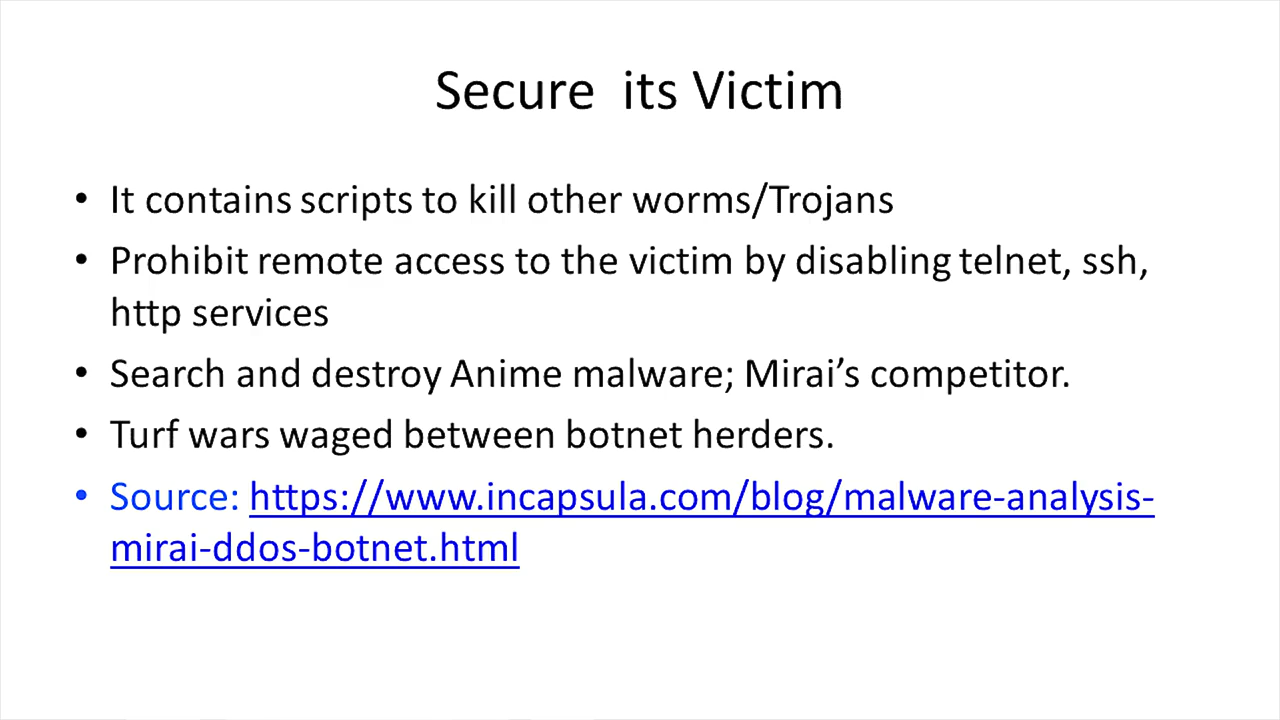 Secure  its Victim
• It contains scripts to kill other worms/Trojans
• Prohibit remote access to the victim by disabling telnet, ssh,
http services
• Search and destroy Anime malware; Mirai’s competitor.
• Turf wars waged between botnet herders.
• Source: https://www.incapsula.com/blog/malware-analysis-
mirai-ddos-botnet.html